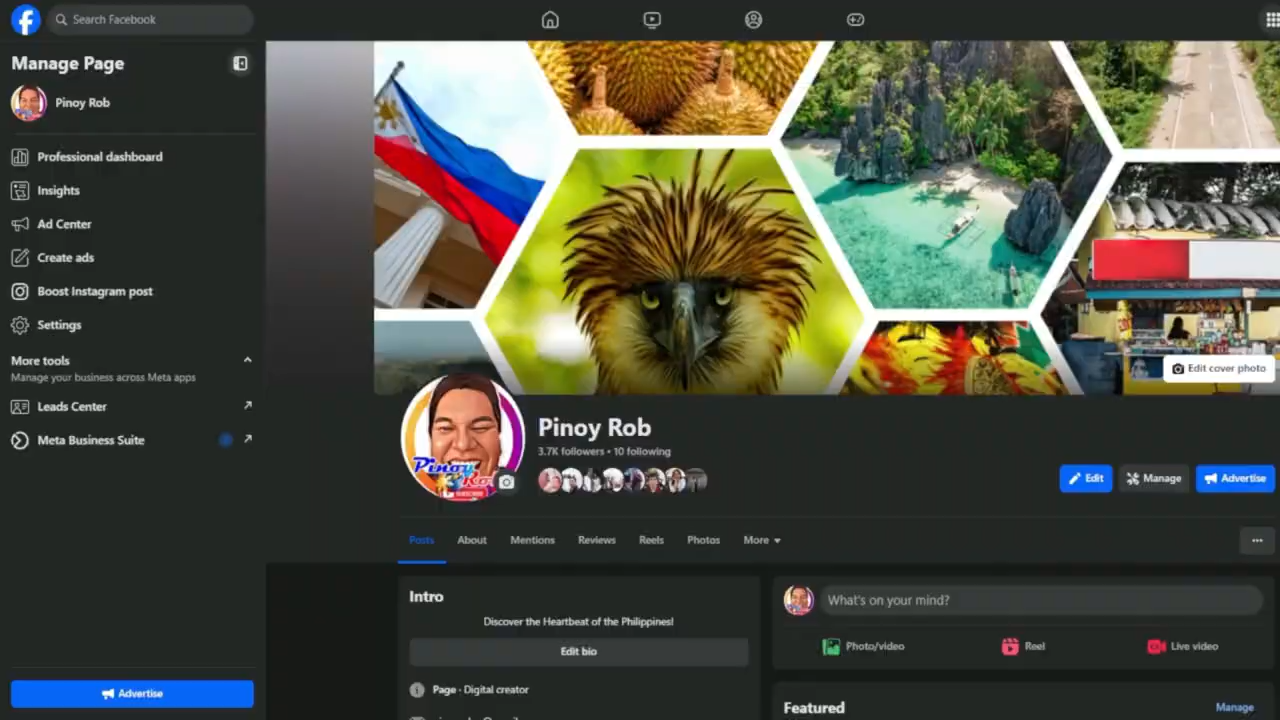 Search Facebook
Manage Page
Pinoy Rob
Professional dashboard
Insights
Ad Center
Create ads
Boost Instagram post
Settings
More tools
Manage your business across Meta apps
Leads Center
Meta Business Suite
Advertise
Edit cover photo
Pinoy
SUBSCRIBE
Pinoy Rob
3.7K followers • 10 following
Edit
Manage
Advertise
Posts
About
Mentions
Reviews
Reels
Photos
More
Intro
Discover the Heartbeat of the Philippines!
Edit bio
Page · Digital creator
What's on your mind?
Photo/video
Reel
Live video
Featured
Manage